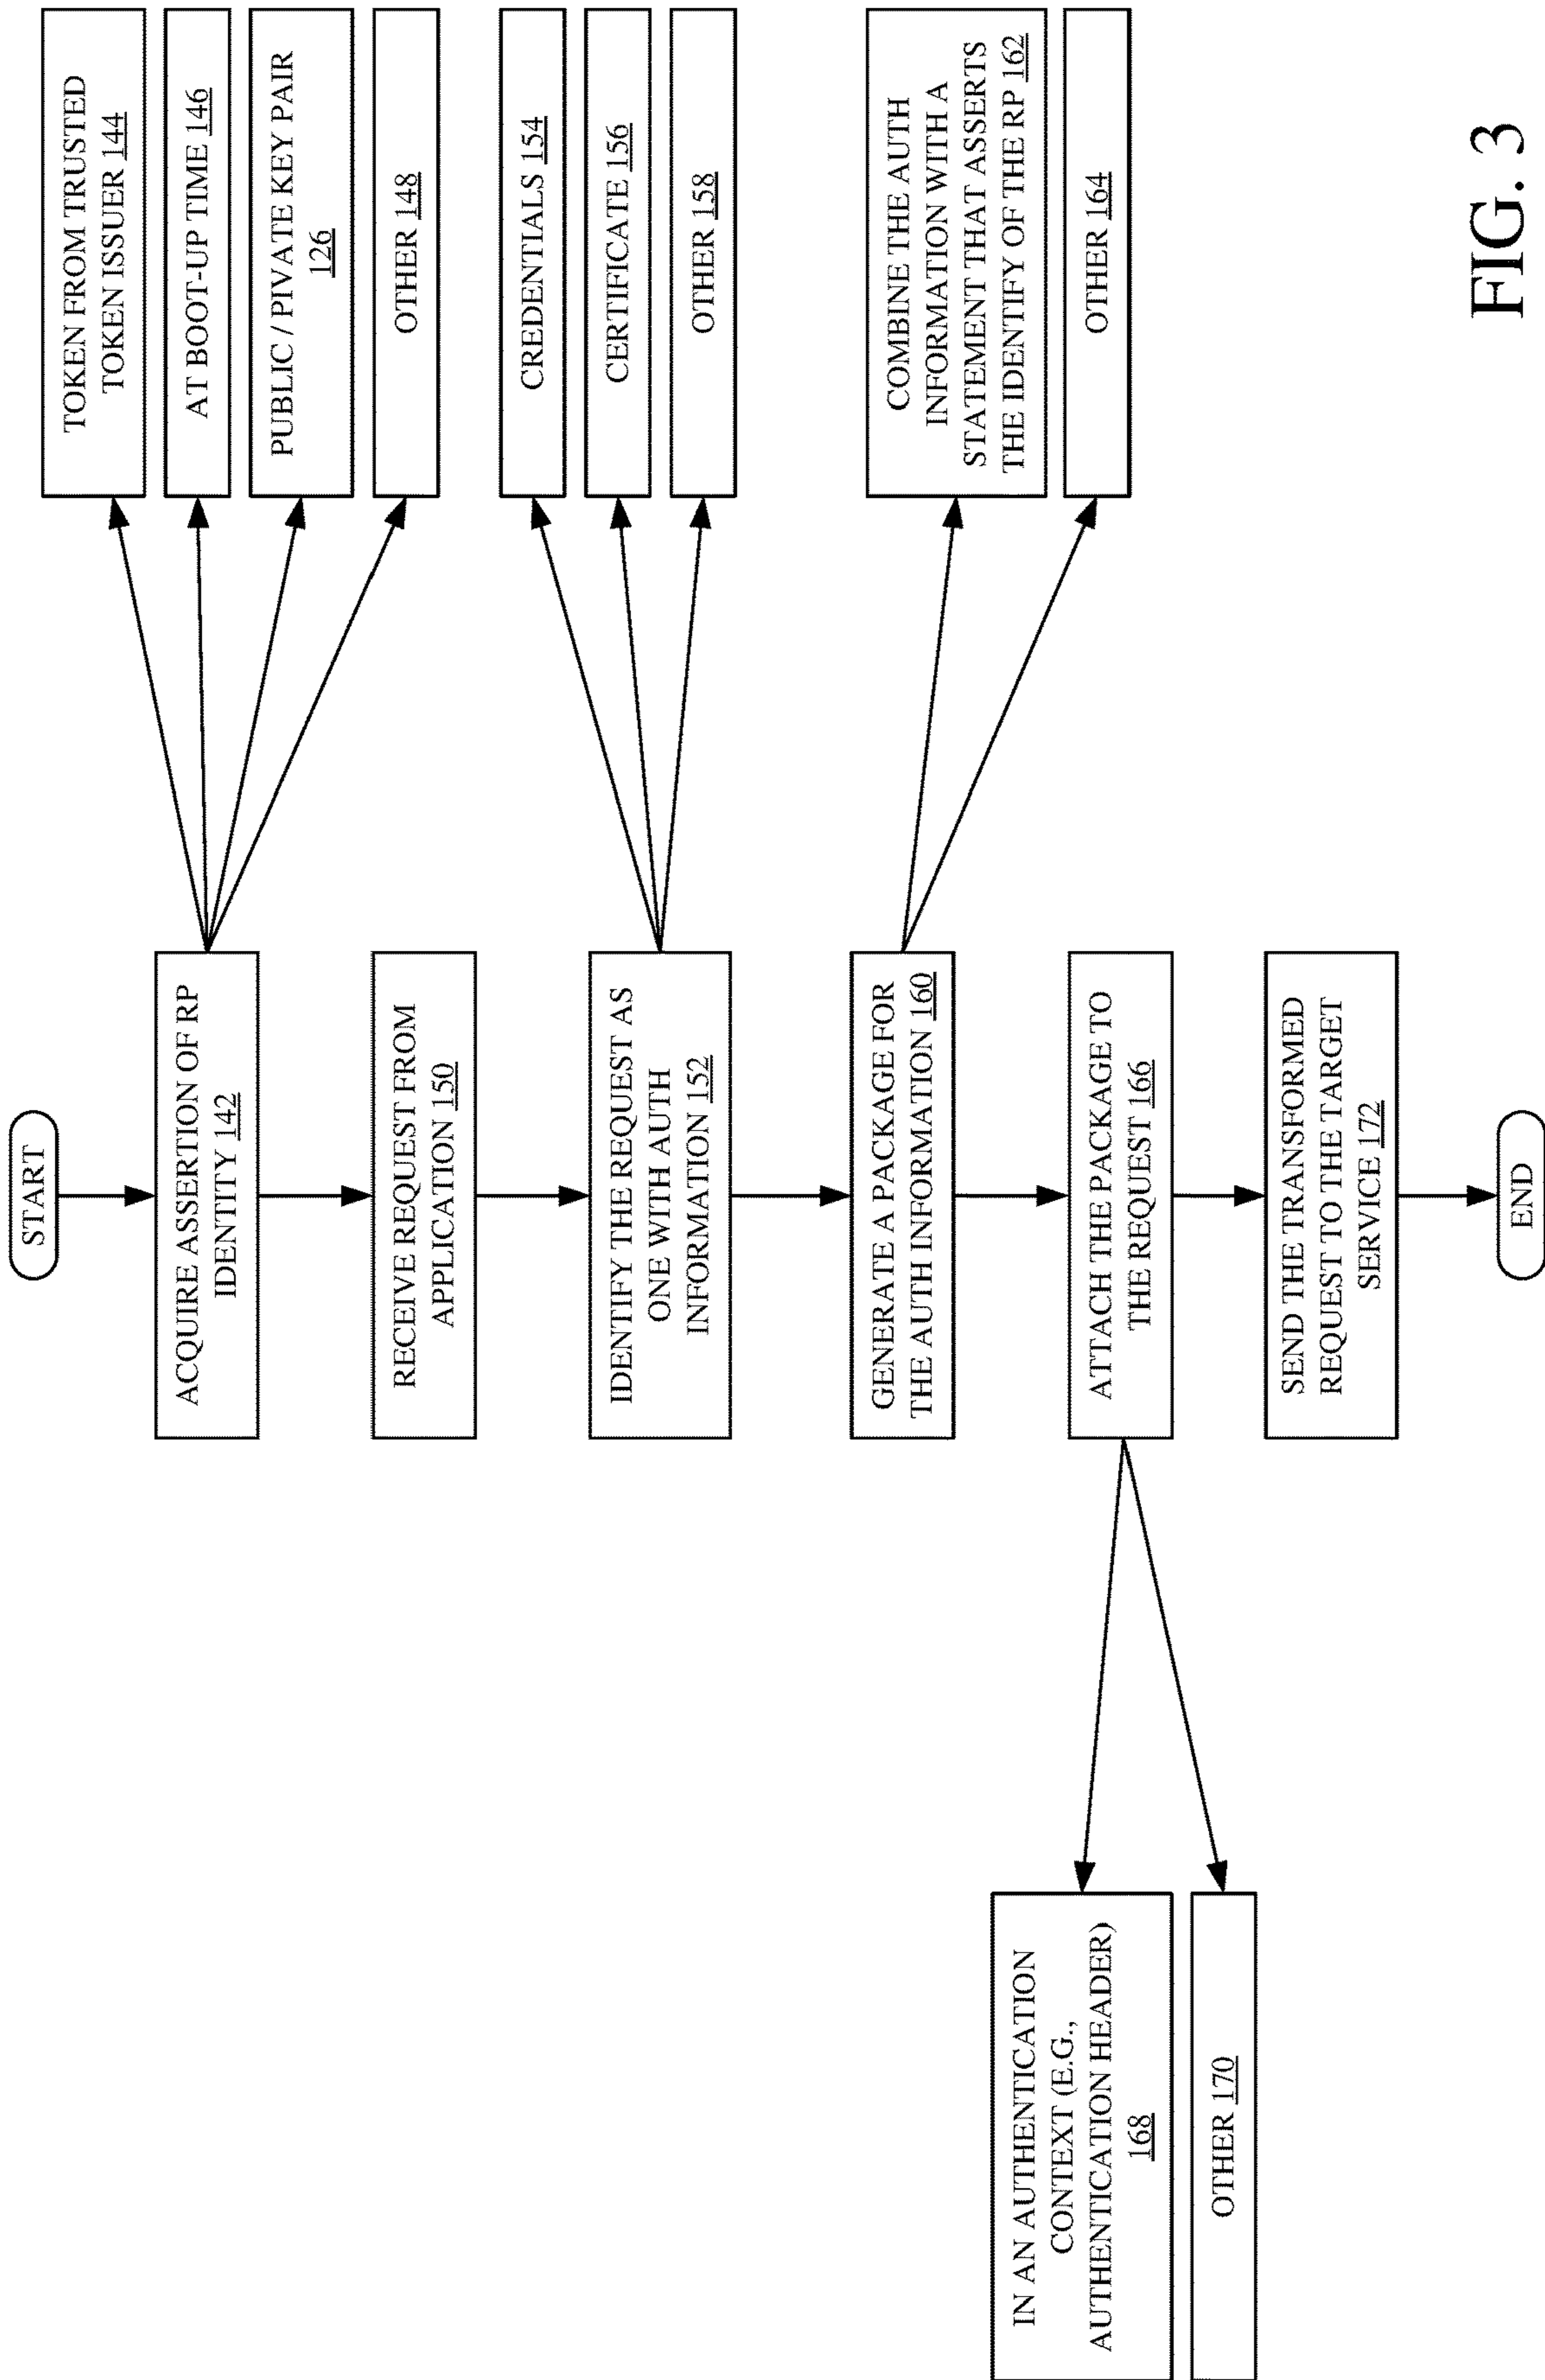 START
ACQUIRE ASSERTION OF RP
IDENTITY 142
TOKEN FROM TRUSTED
TOKEN ISSUER 144
AT BOOT-UP TIME 146
PUBLIC / PIVATE KEY PAIR
126
OTHER 148
RECEIVE REQUEST FROM
APPLICATION 150
IDENTIFY THE REQUEST AS
ONE WITH AUTH
INFORMATION 152
CREDENTIALS 154
CERTIFICATE 156
OTHER 158
GENERATE A PACKAGE FOR
THE AUTH INFORMATION 160
COMBINE THE AUTH
INFORMATION WITH A
STATEMENT THAT ASSERTS
THE IDENTIFY OF THE RP 162
OTHER 164
ATTACH THE PACKAGE TO
THE REQUEST 166
IN AN AUTHENTICATION
CONTEXT (E.G.,
AUTHENTICATION HEADER)
168
OTHER 170
SEND THE TRANSFORMED
REQUEST TO THE TARGET
SERVICE 172
END
FIG. 3